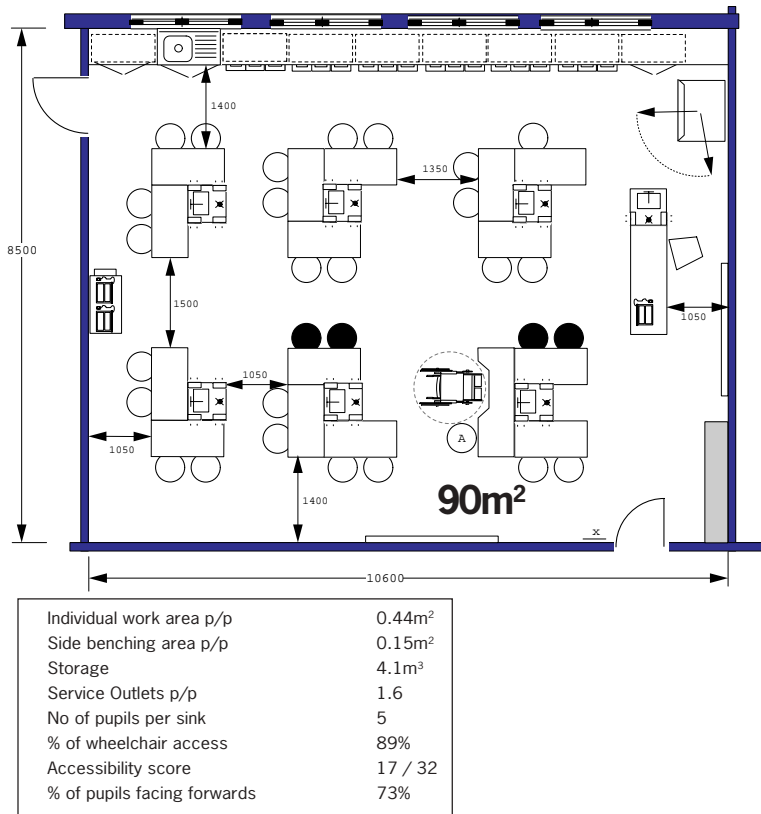 1400
1350
8500
1500
1050
1050
A
1050
1400
90m²
x
10600
Individual work area p/p 0.44m²
Side benching area p/p 0.15m²
Storage 4.1m³
Service Outlets p/p 1.6
No of pupils per sink 5
% of wheelchair access 89%
Accessibility score 17 / 32
% of pupils facing forwards 73%